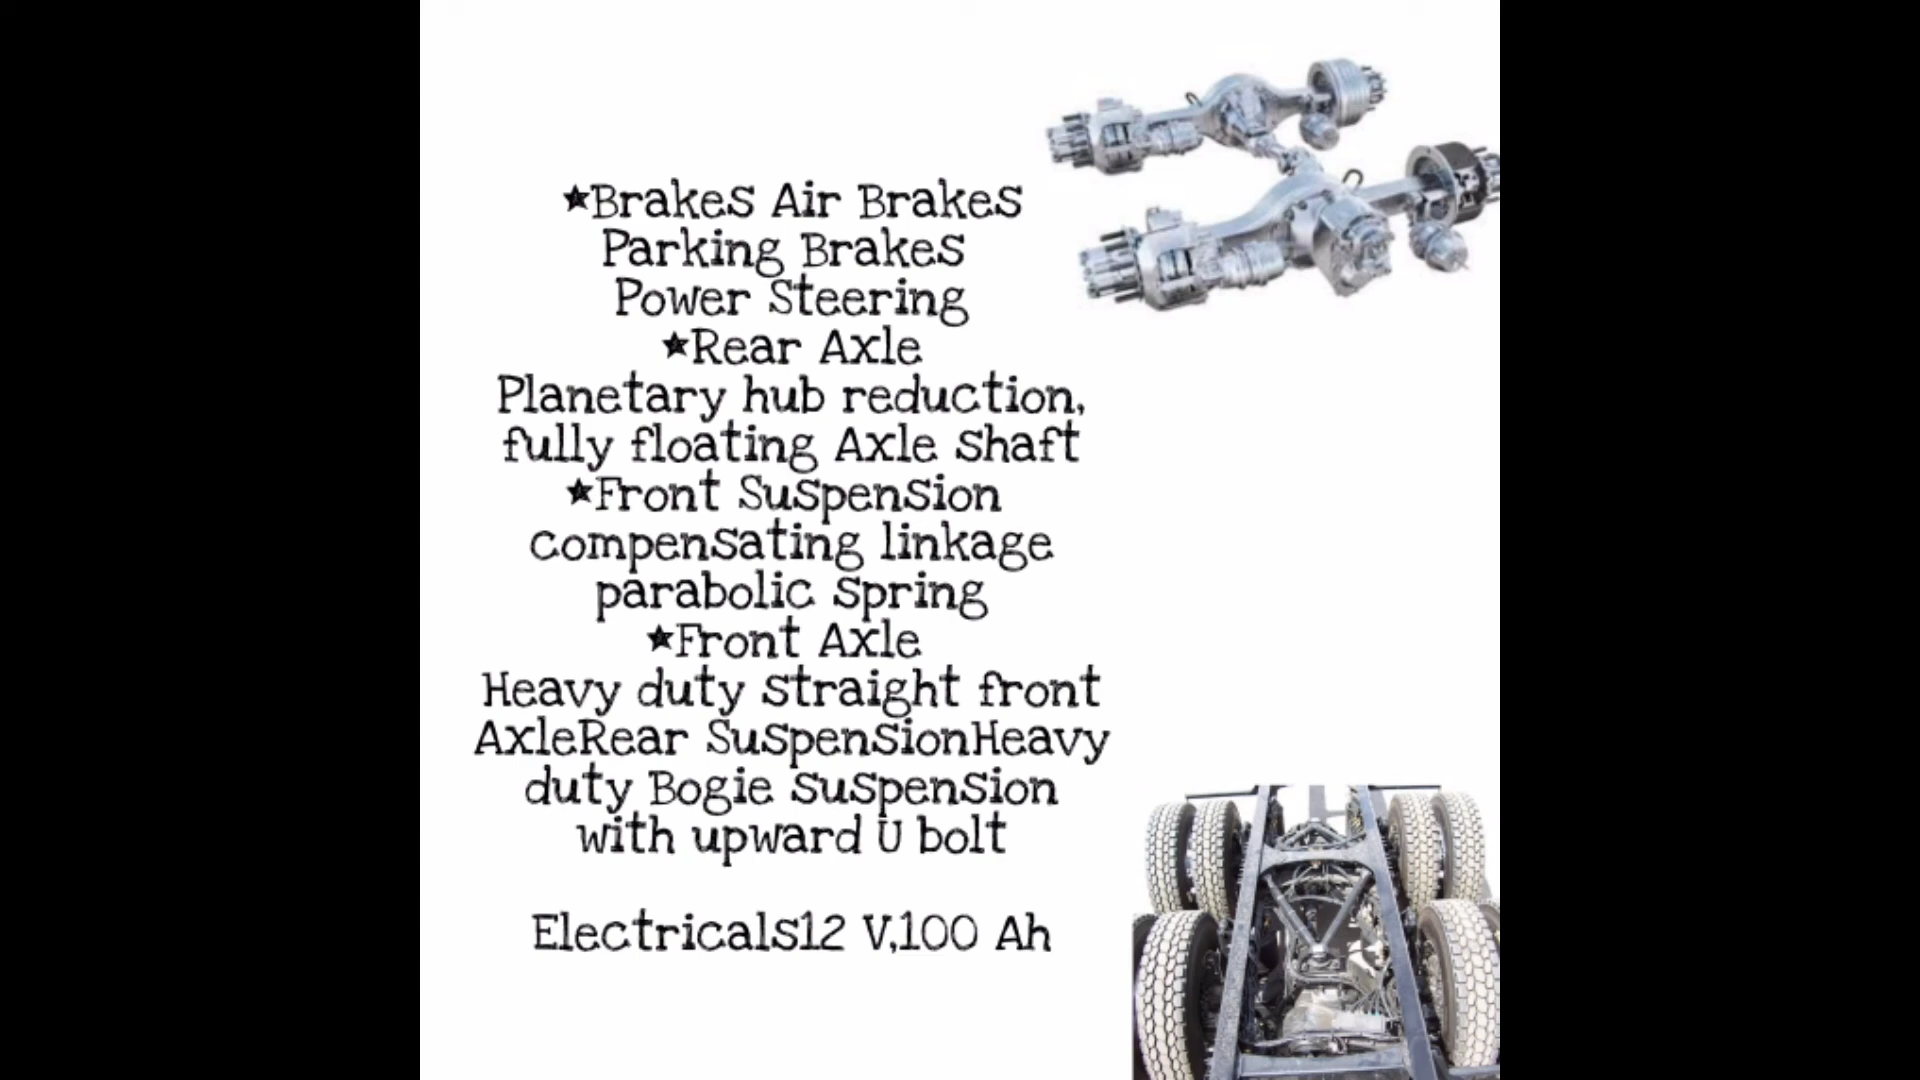 ★Brakes Air Brakes
Parking Brakes
Power Steering
★Rear Axle
Planetary hub reduction,
fully floating Axle shaft
★Front Suspension
compensating linkage
parabolic spring
★Front Axle
Heavy duty straight front
AxleRear SuspensionHeavy
duty Bogie suspension
with upward U bolt
Electricals12 V,100 Ah